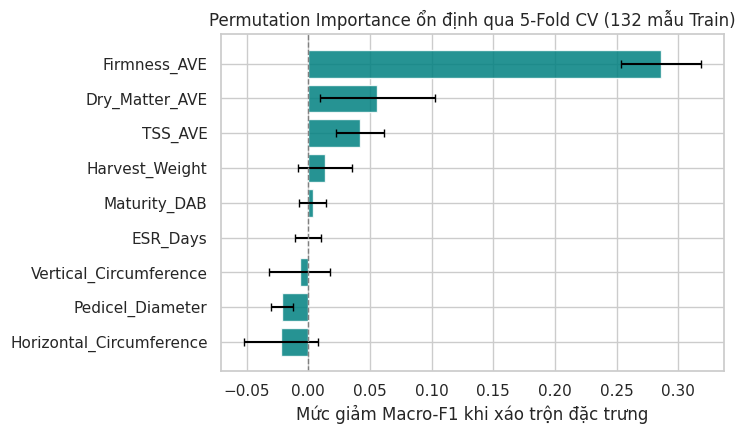 Permutation Importance ổn định qua 5-Fold CV (132 mẫu Train)
Firmness_AVE
Dry_Matter_AVE
TSS_AVE
Harvest_Weight
Maturity_DAB
ESR_Days
Vertical_Circumference
Pedicel_Diameter
Horizontal_Circumference
−0.05 0.00 0.05 0.10 0.15 0.20 0.25 0.30
Mức giảm Macro-F1 khi xáo trộn đặc trưng